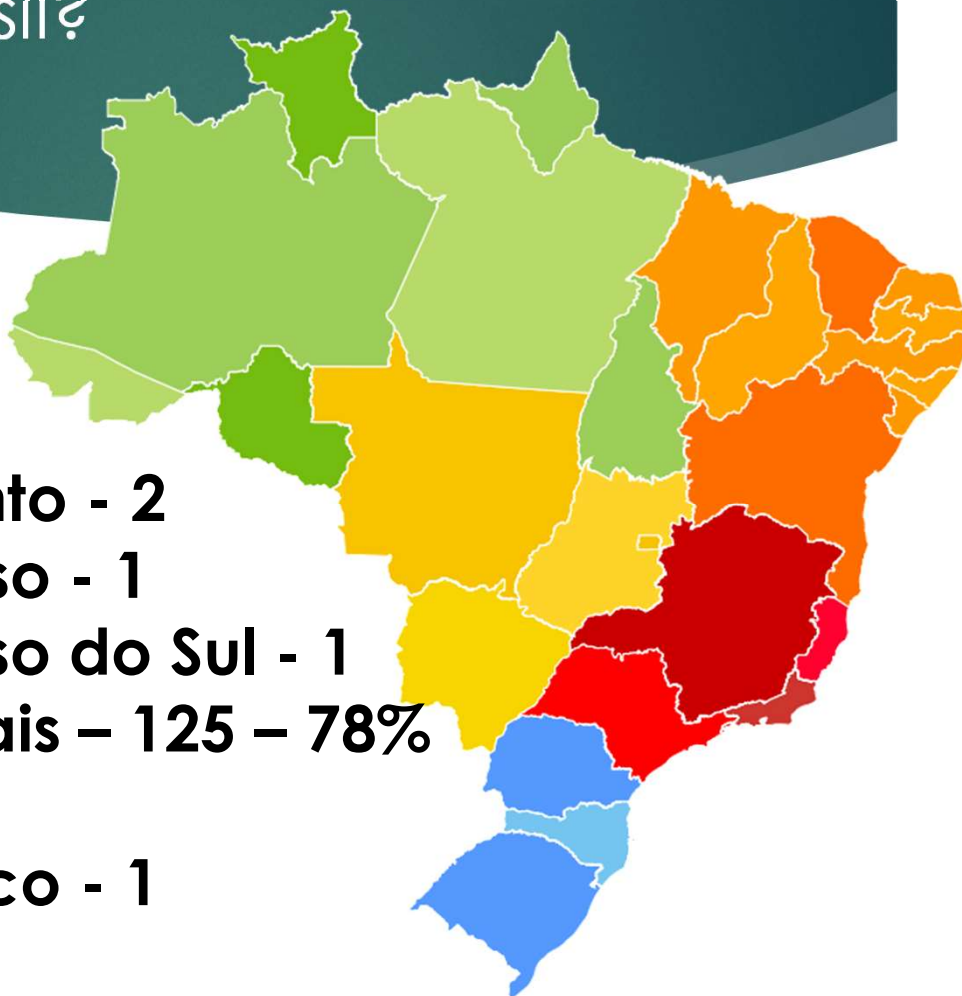 sil?
nto - 2
so - 1
so do Sul - 1
ais – 125 – 78%
co - 1